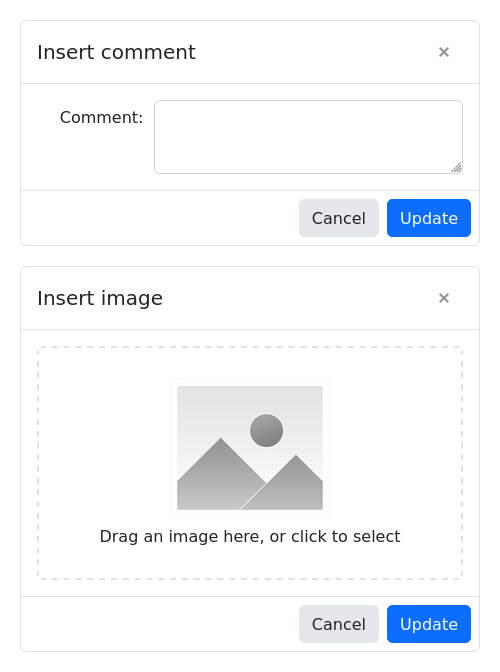 Insert comment ×
Comment:
Cancel Update
Insert image ×
Drag an image here, or click to select
Cancel Update